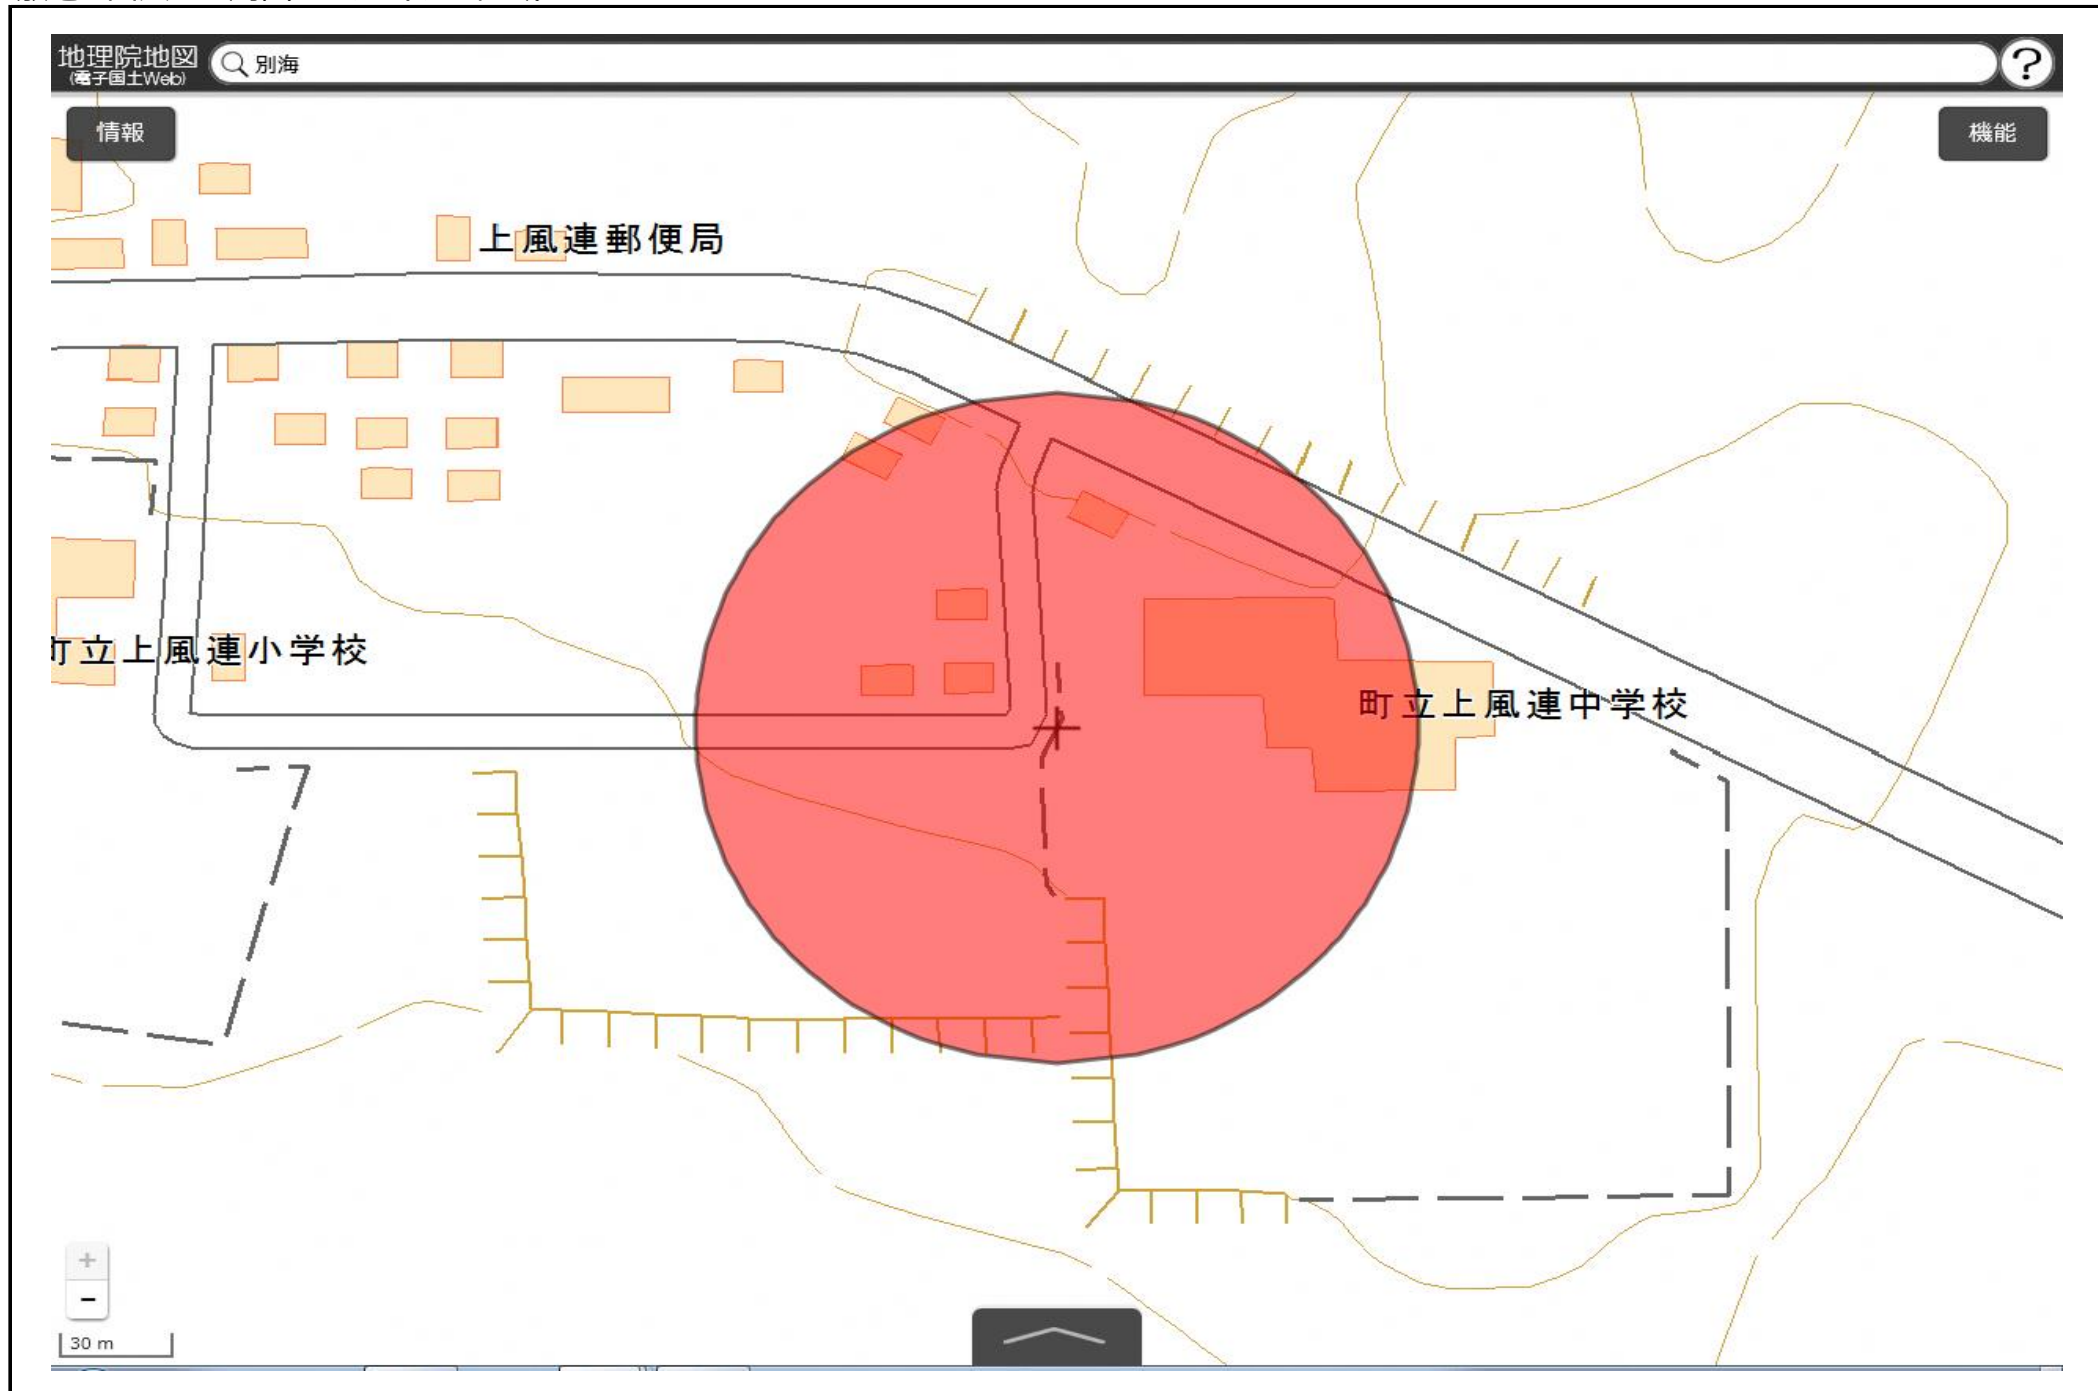 地理院地図
(電子国土Web)
別海
?
情報
機能
上風連郵便局
町立上風連小学校
町立上風連中学校
+
−
30 m